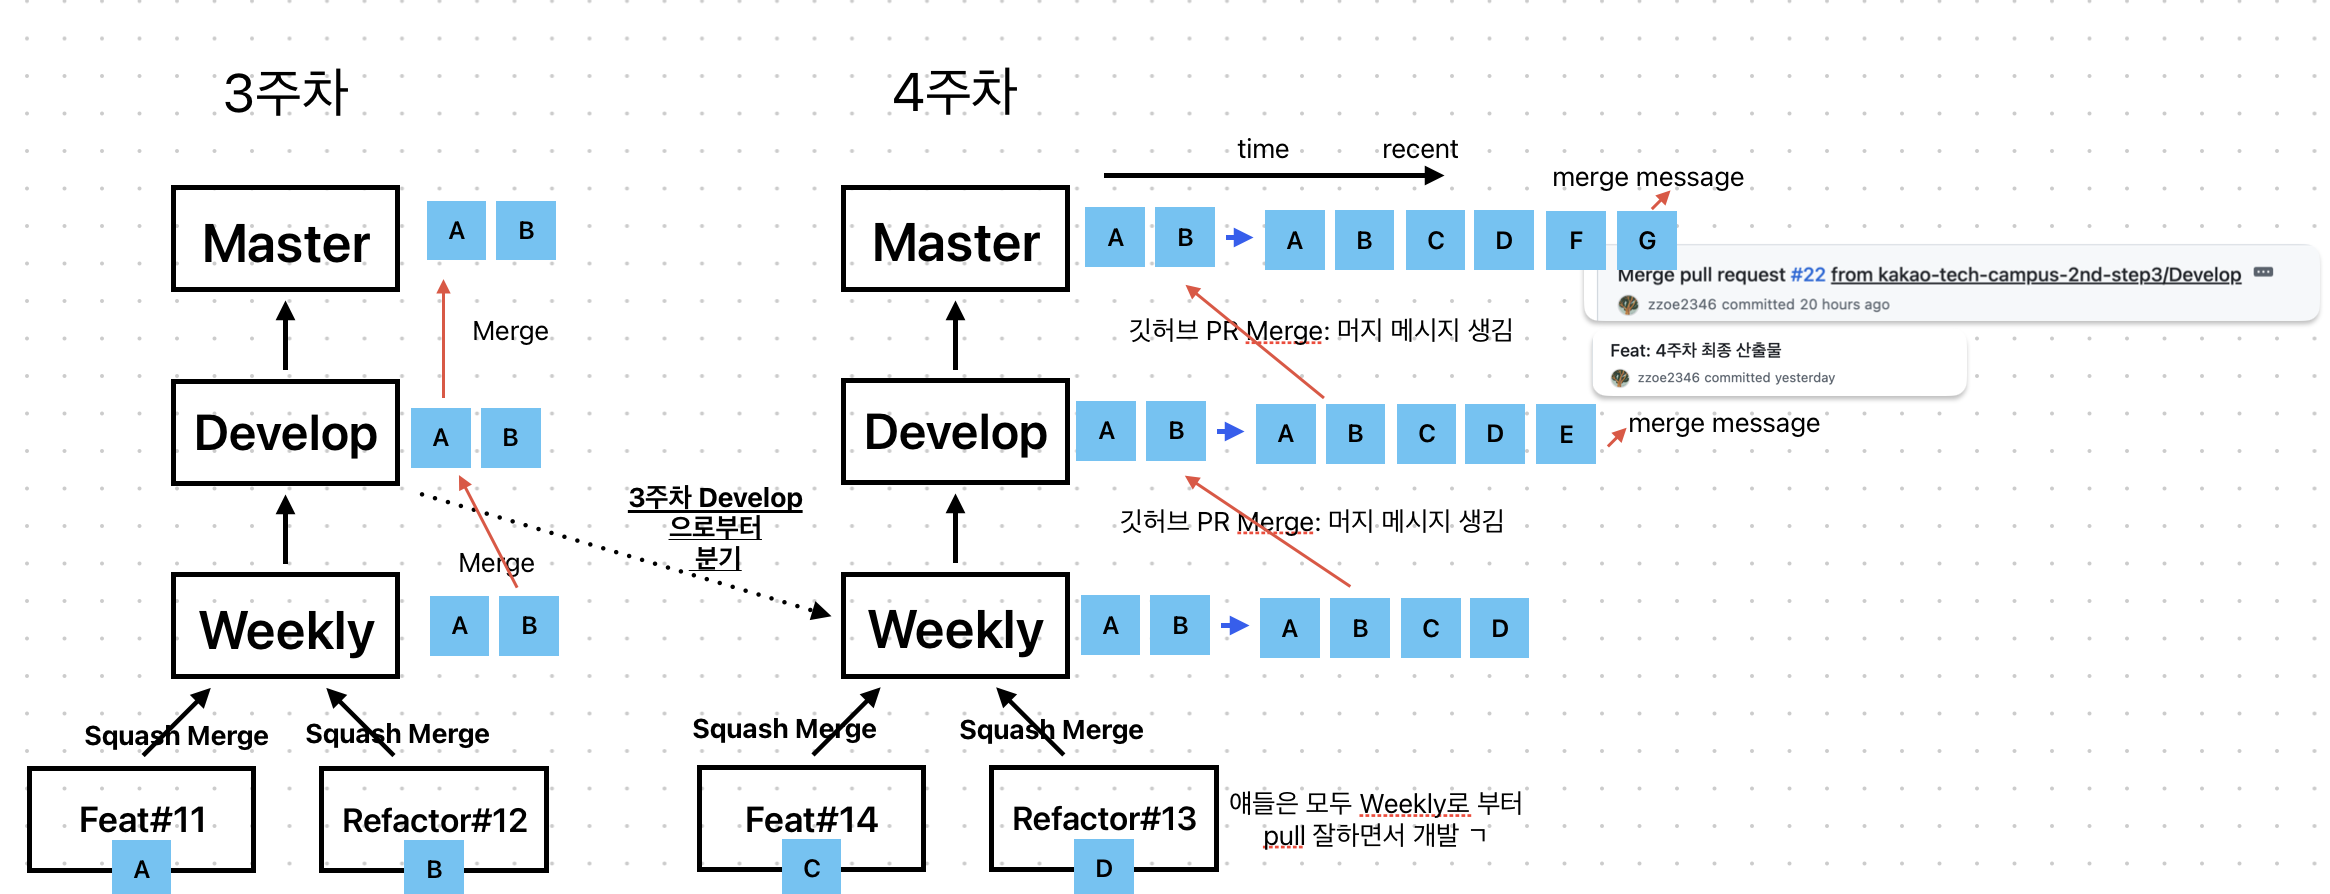 3주차
Master
A B
Merge
Develop
A B
Merge
Weekly
A B
Squash Merge
Squash Merge
Feat#11
A
Refactor#12
B
3주차 Develop
으로부터
분기
4주차
time recent
merge message
Master
A B A B C D F G
Merge pull request #22 from kakao-tech-campus-2nd-step3/Develop
zzoe2346 committed 20 hours ago
깃허브 PR Merge: 머지 메시지 생김
Feat: 4주차 최종 산출물
zzoe2346 committed yesterday
Develop
A B A B C D E
merge message
깃허브 PR Merge: 머지 메시지 생김
Weekly
A B A B C D
Squash Merge
Squash Merge
Feat#14
C
Refactor#13
D
얘들은 모두 Weekly로 부터
pull 잘하면서 개발 ㄱ